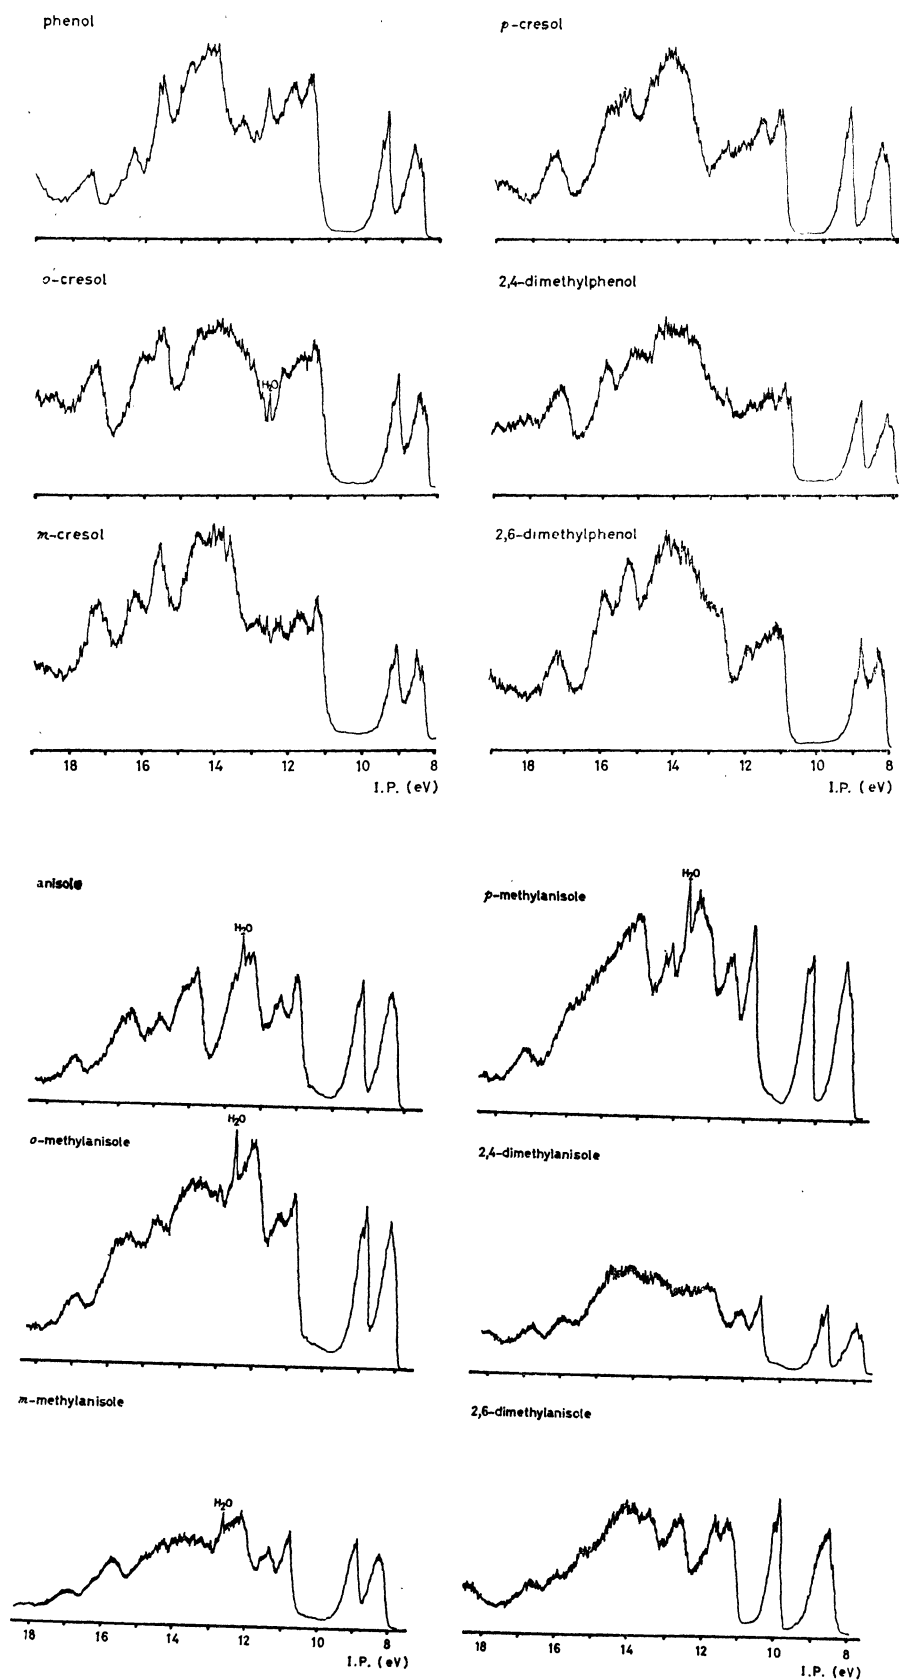 phenol
p-cresol
o-cresol
2,4-dimethylphenol
H2O
m-cresol
2,6-dimethylphenol
18 16 14 12 10 8
I.P. (eV)
18 16 14 12 10 8
I.P. (eV)
anisole
p-methylanisole
H2O
H2O
o-methylanisole
H2O
2,4-dimethylanisole
m-methylanisole
2,6-dimethylanisole
H2O
18 16 14 12 10 8
I.P. (eV)
18 16 14 12 10 8
I.P. (eV)